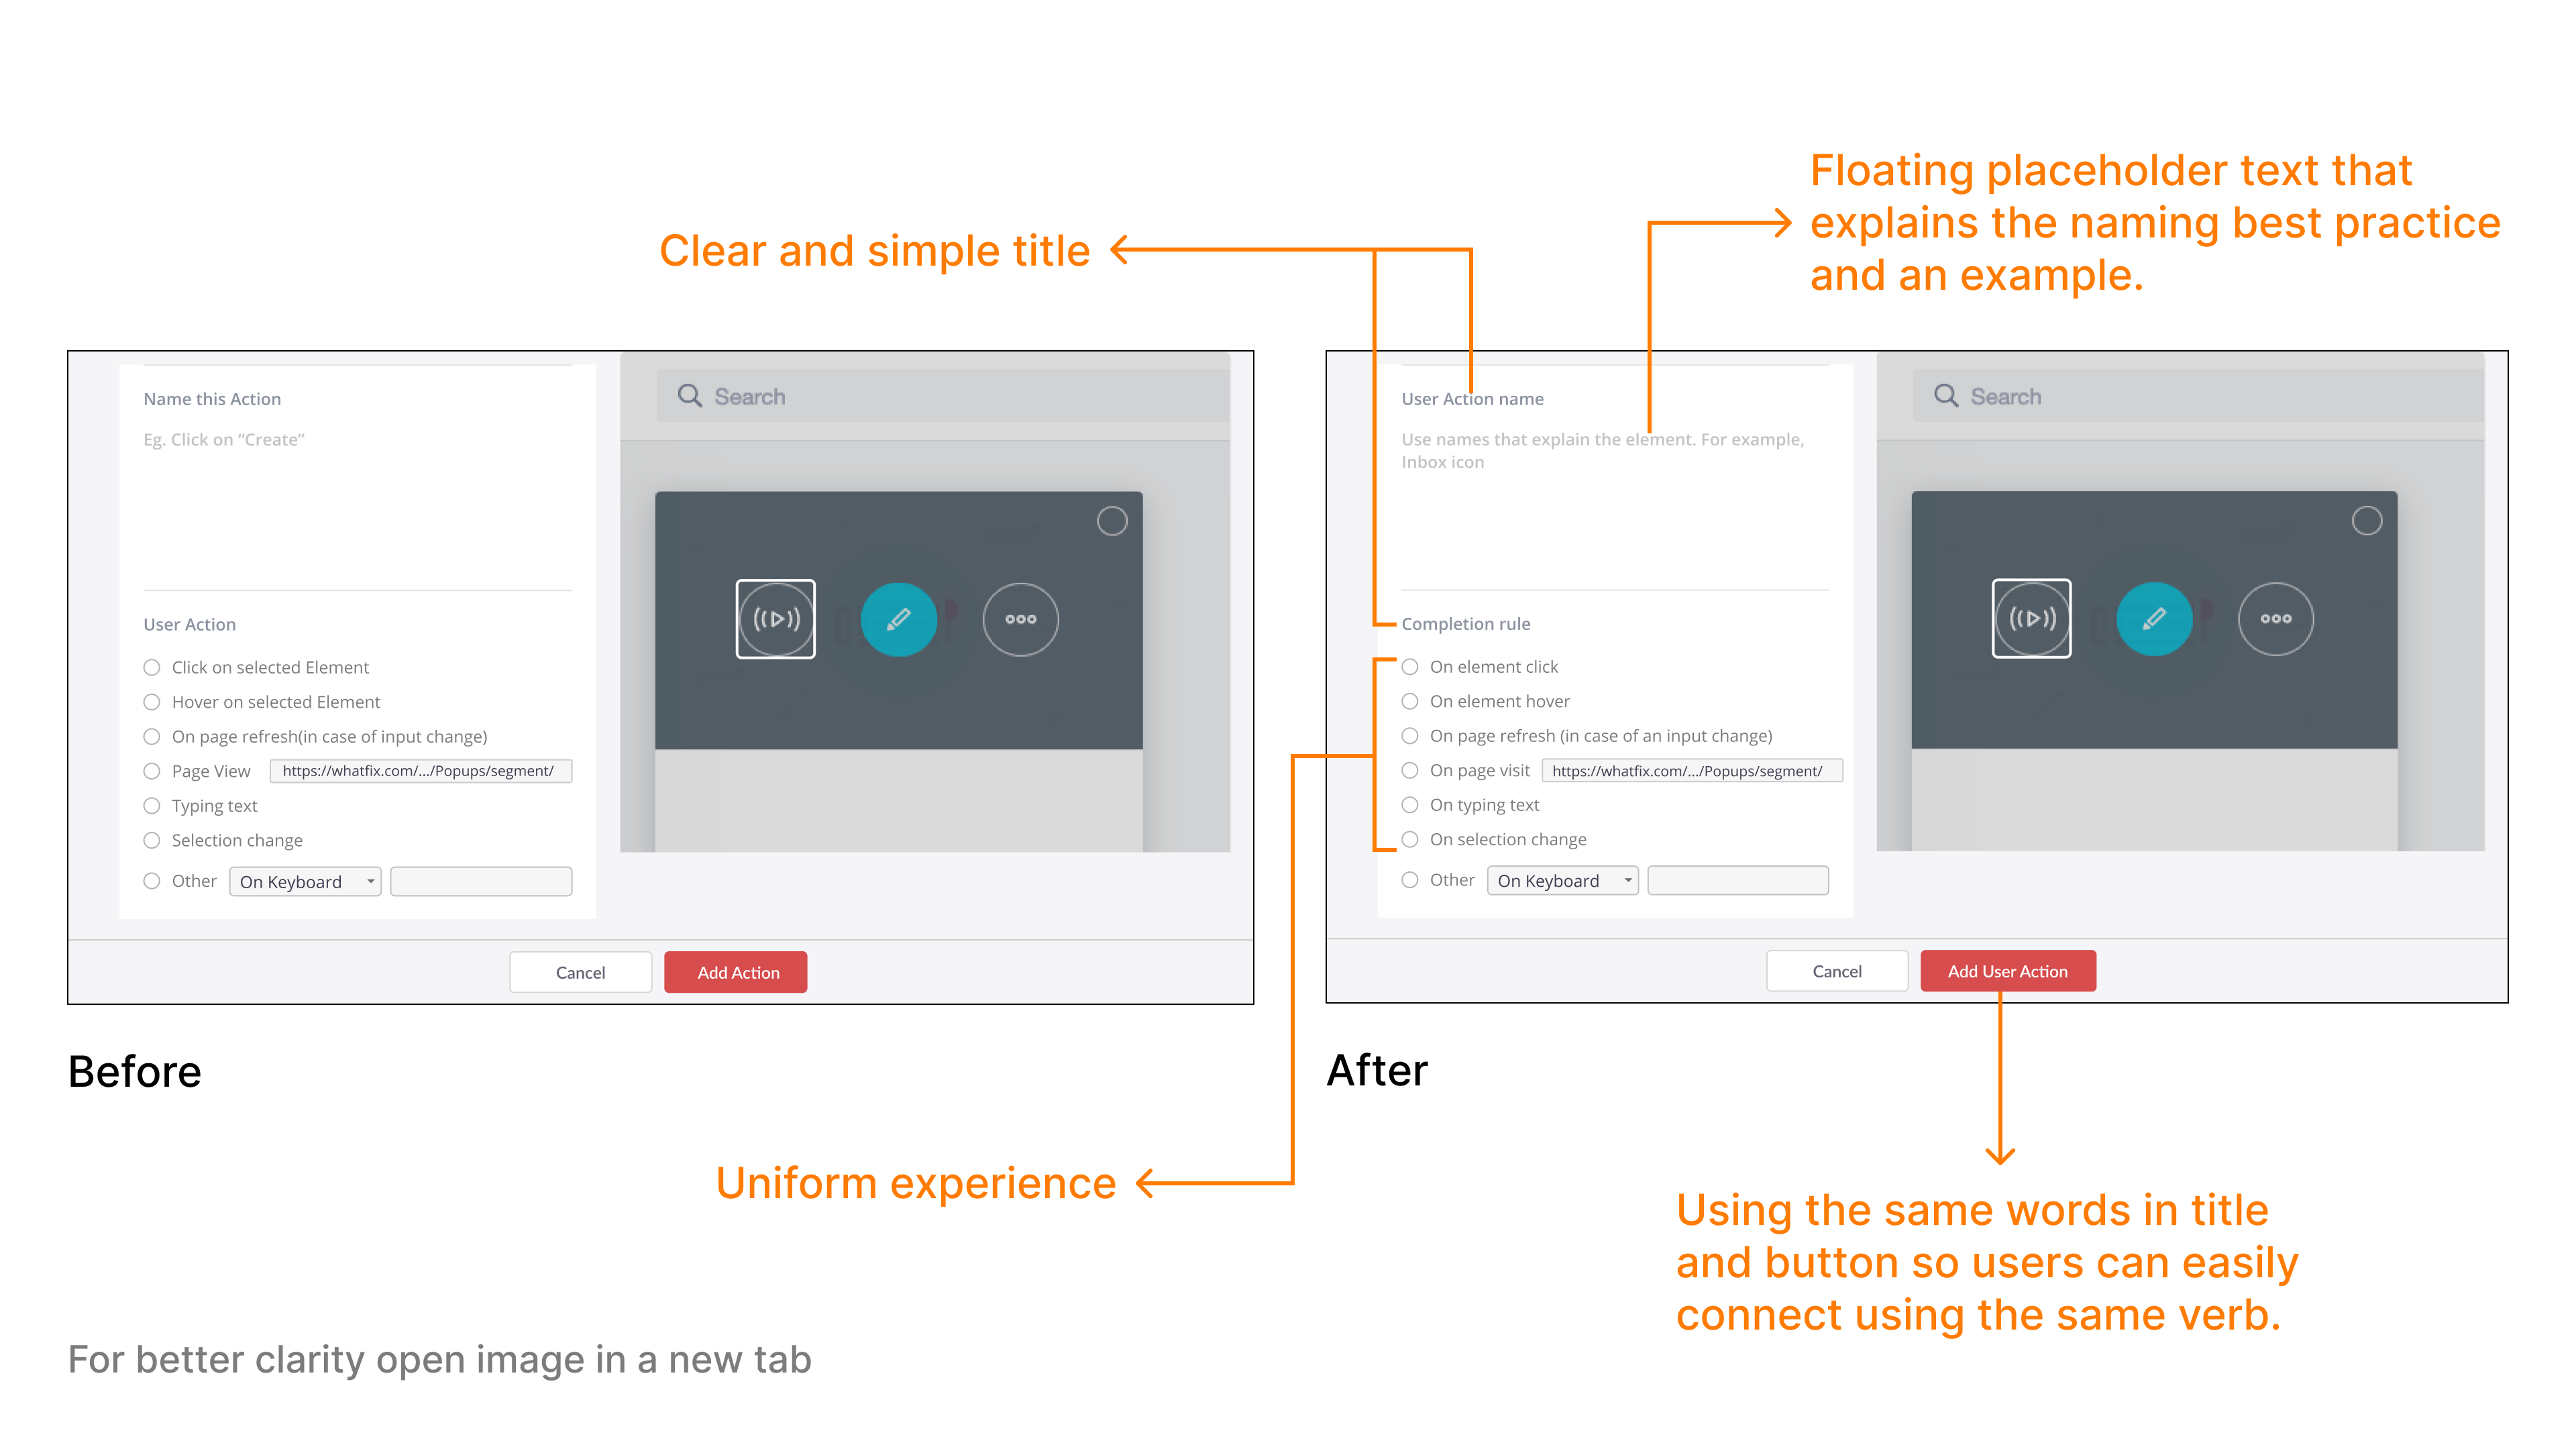 Floating placeholder text that
explains the naming best practice
and an example.
Clear and simple title
Name this Action
Eg. Click on “Create”
User Action
Click on selected Element
Hover on selected Element
On page refresh(in case of input change)
Page View https://whatfix.com/.../Popups/segment/
Typing text
Selection change
Other On Keyboard
Search
Cancel Add Action
User Action name
Use names that explain the element. For example,
Inbox icon
Completion rule
On element click
On element hover
On page refresh (in case of an input change)
On page visit https://whatfix.com/.../Popups/segment/
On typing text
On selection change
Other On Keyboard
Search
Cancel Add User Action
Before
After
Uniform experience
Using the same words in title
and button so users can easily
connect using the same verb.
For better clarity open image in a new tab